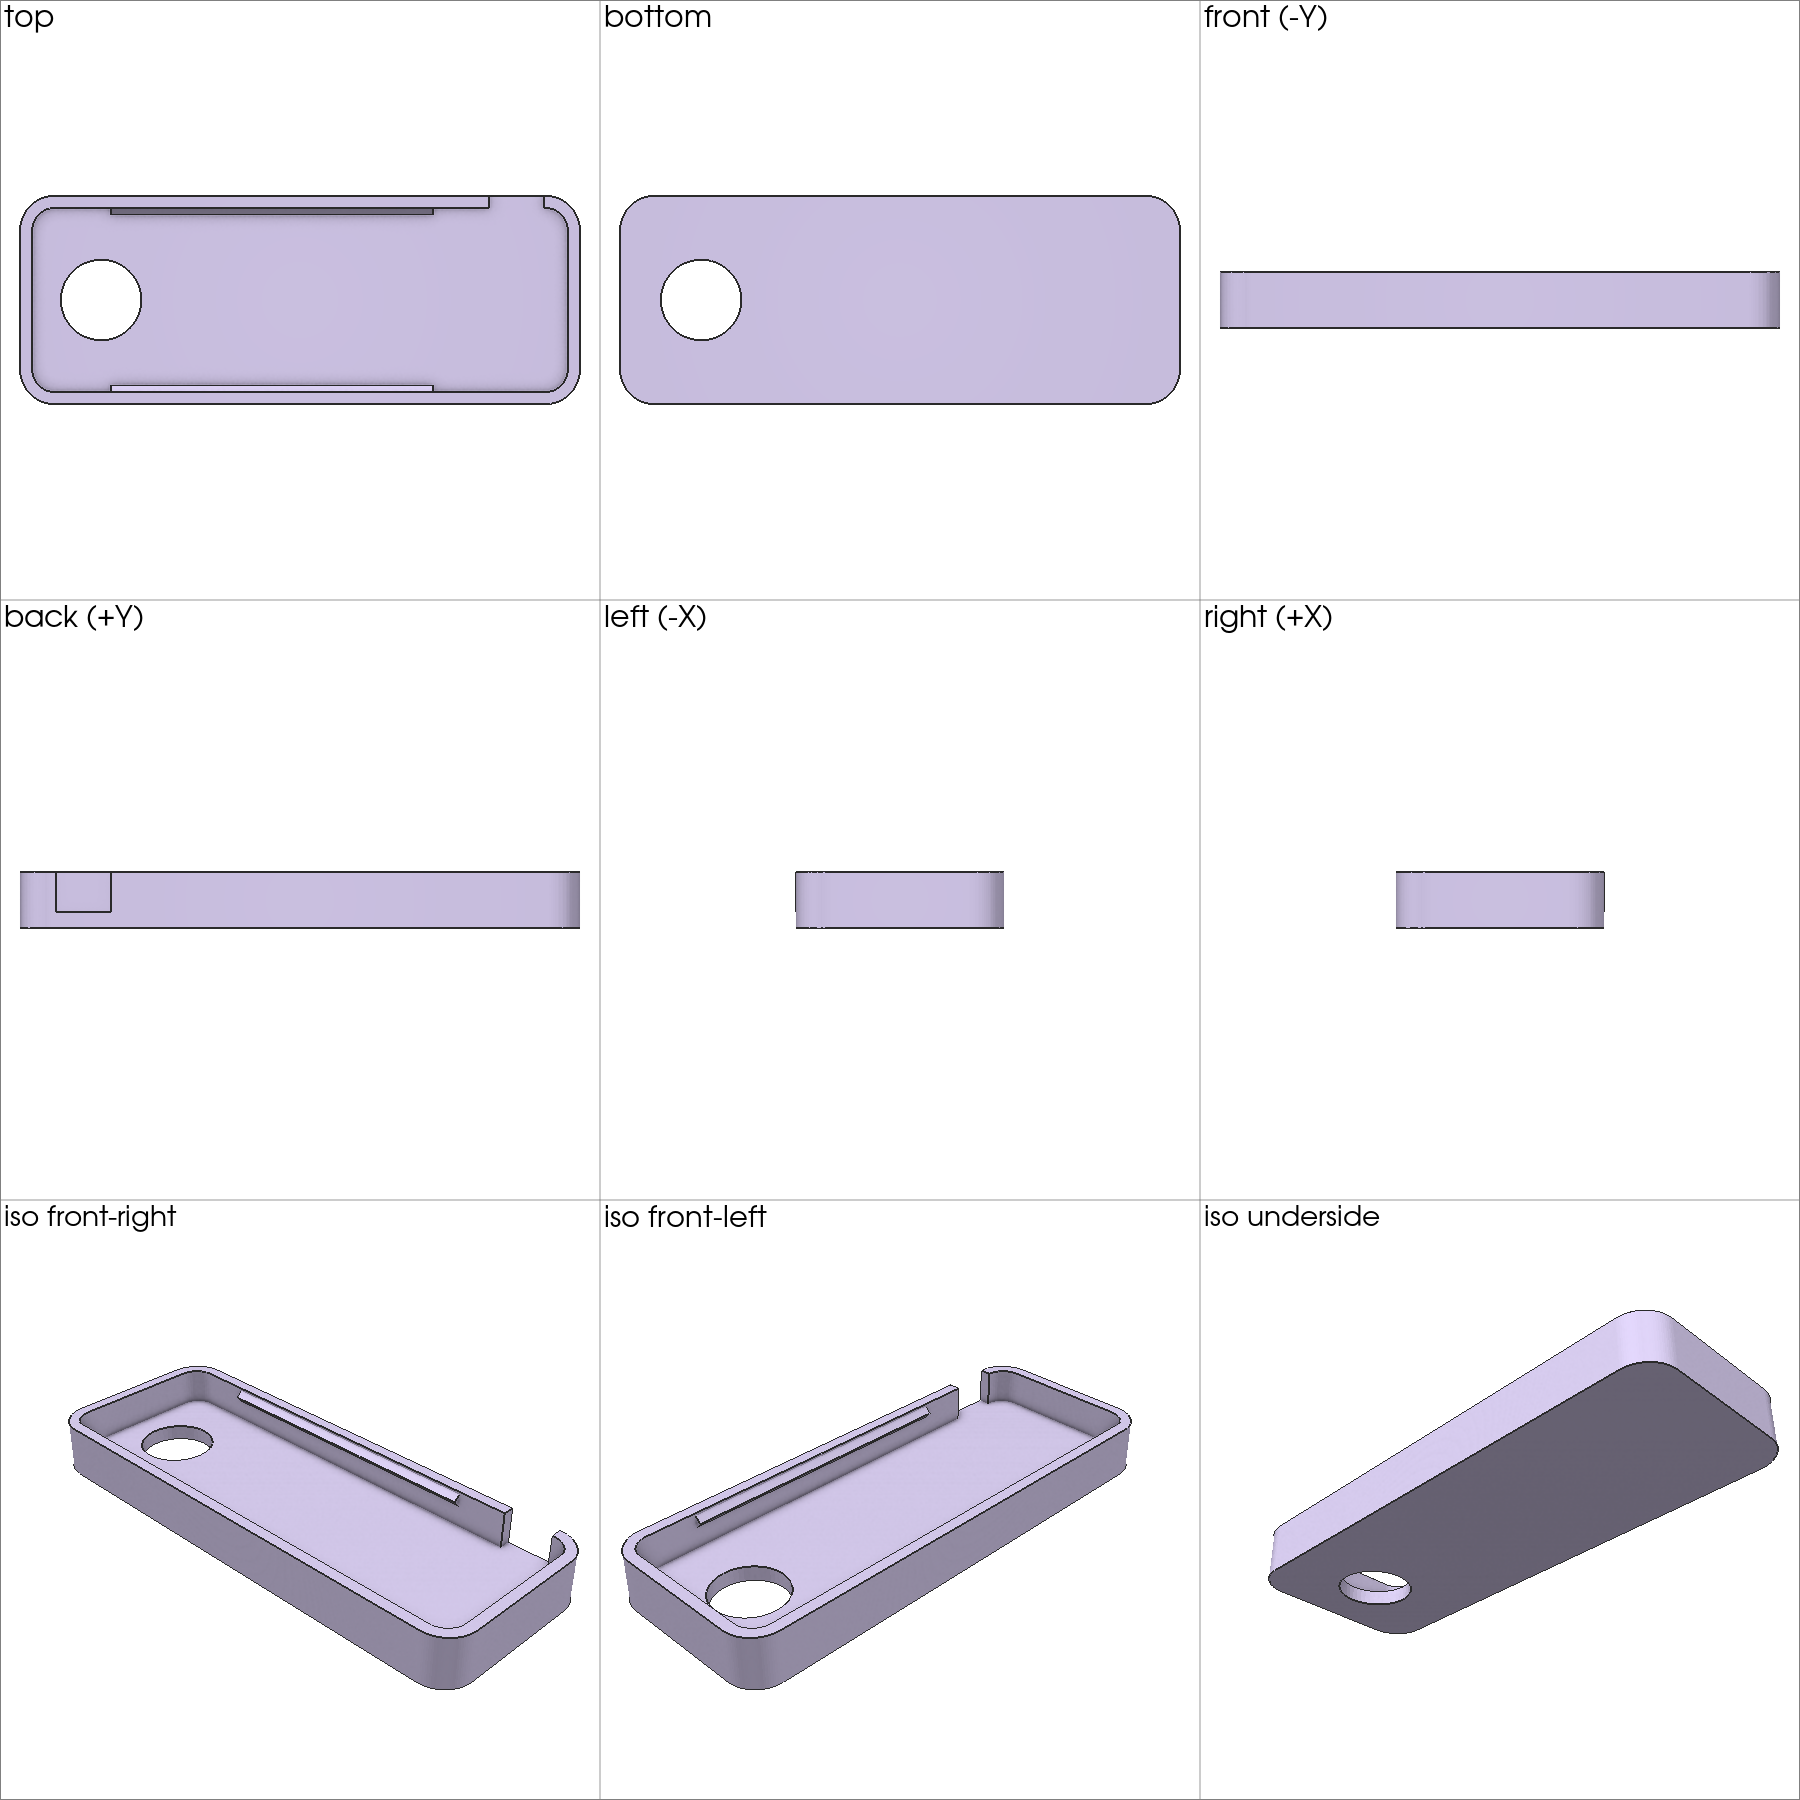 top
bottom
front (-Y)
back (+Y)
left (-X)
right (+X)
iso front-right
iso front-left
iso underside